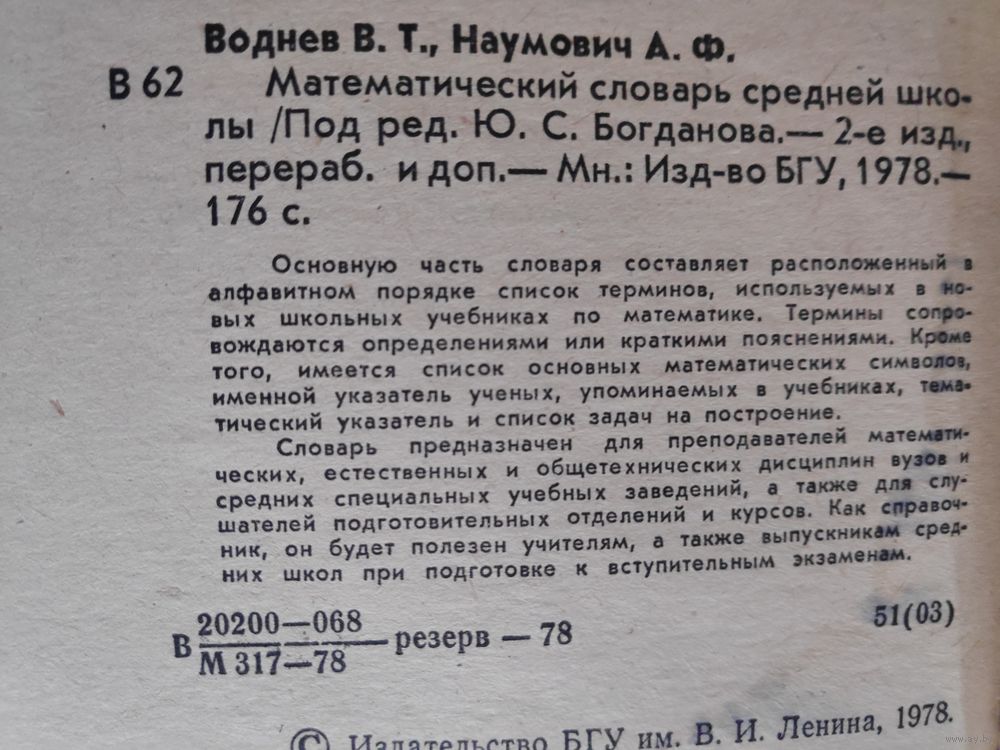 Воднев В. Т., Наумович А. Ф.
В 62 Математический словарь средней шко-
лы /Под ред. Ю. С. Богданова.— 2-е изд.,
перераб. и доп.— Мн.: Изд-во БГУ, 1978.—
176 с.
Основную часть словаря составляет расположенный в
алфавитном порядке список терминов, используемых в но-
вых школьных учебниках по математике. Термины сопро-
вождаются определениями или краткими пояснениями. Кроме
того, имеется список основных математических символов,
именной указатель ученых, упоминаемых в учебниках, тема-
тический указатель и список задач на построение.
Словарь предназначен для преподавателей математи-
ческих, естественных и общетехнических дисциплин вузов и
средних специальных учебных заведений, а также для слу-
шателей подготовительных отделений и курсов. Как справоч-
ник, он будет полезен учителям, а также выпускникам сред-
них школ при подготовке к вступительным экзаменам.
51(03)
20200—068
В — резерв — 78
М 317—78
© Издательство БГУ им. В. И. Ленина, 1978.